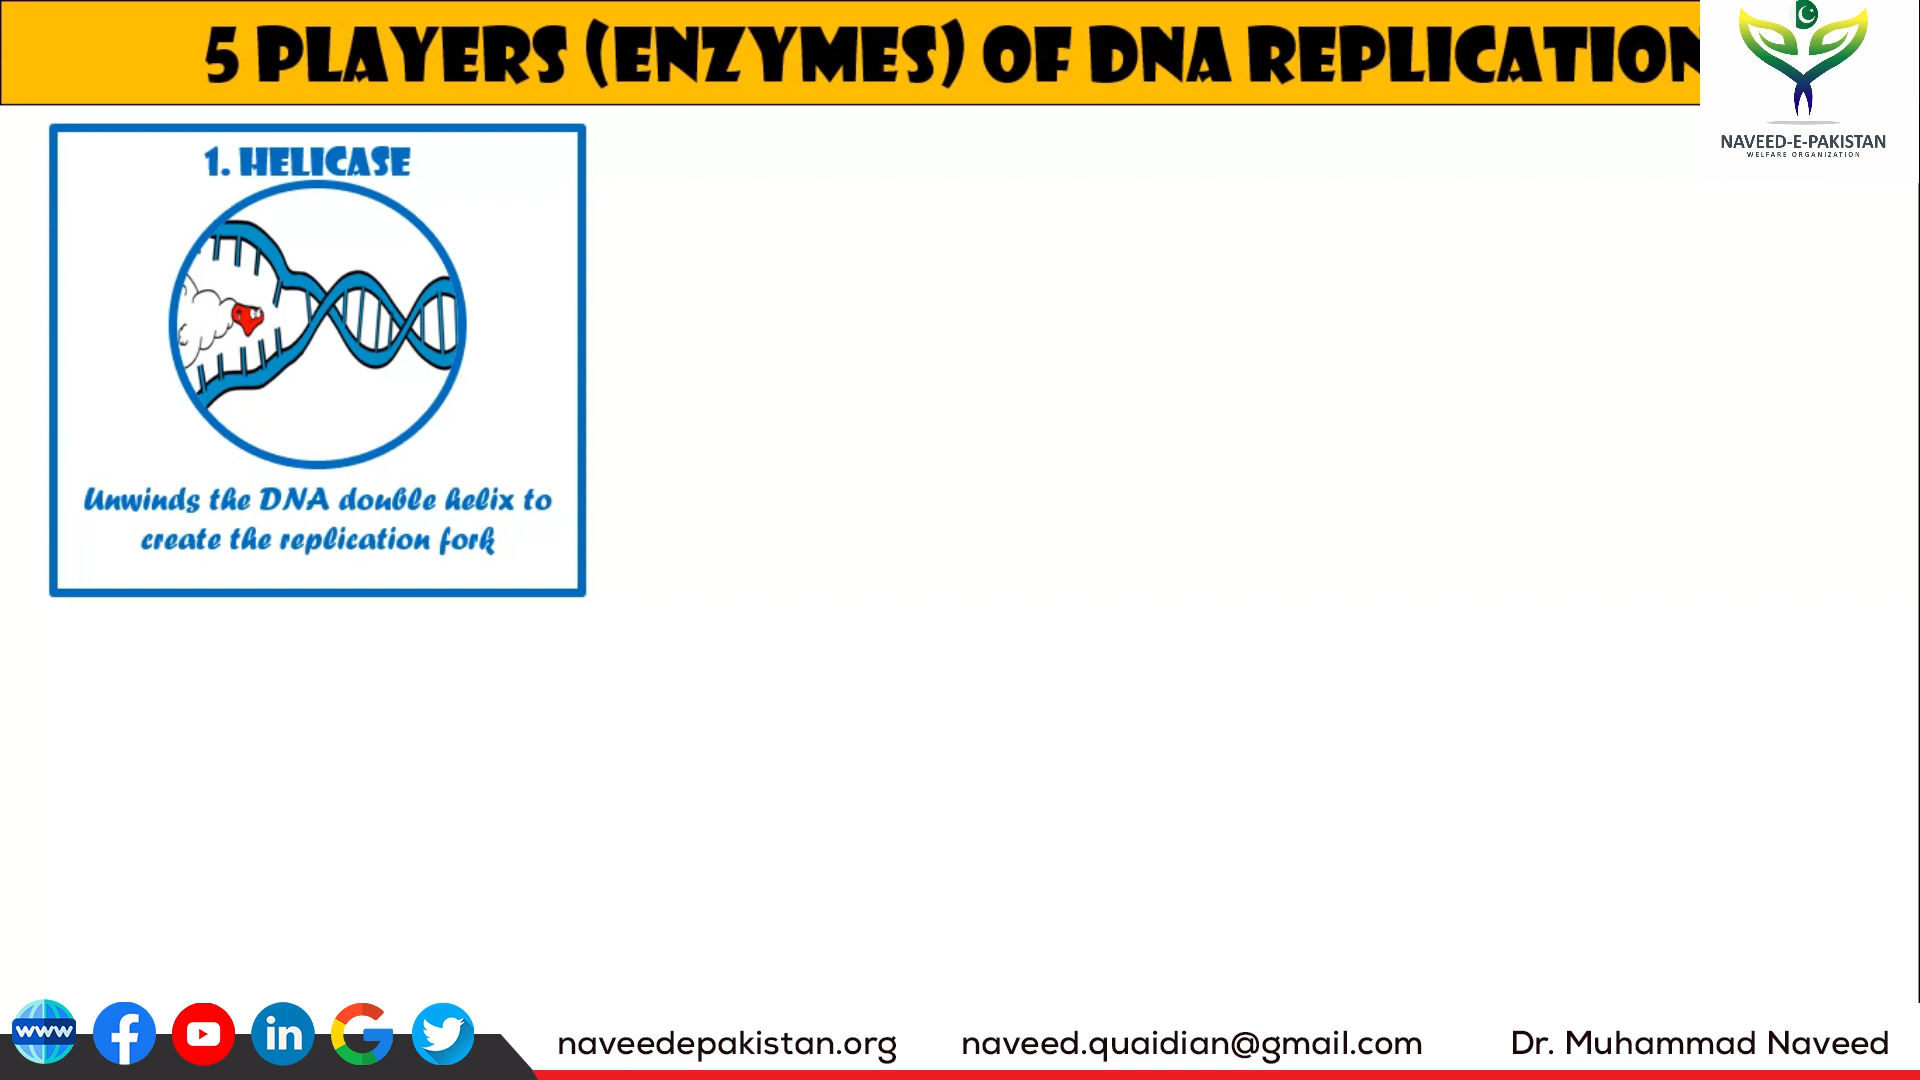 5 PLAYERS (ENZYMES) OF DNA REPLICATION
NAVEED-E-PAKISTAN
WELFARE ORGANIZATION
1. HELICASE
Unwinds the DNA double helix to
create the replication fork
www
naveedepakistan.org naveed.quaidian@gmail.com Dr. Muhammad Naveed